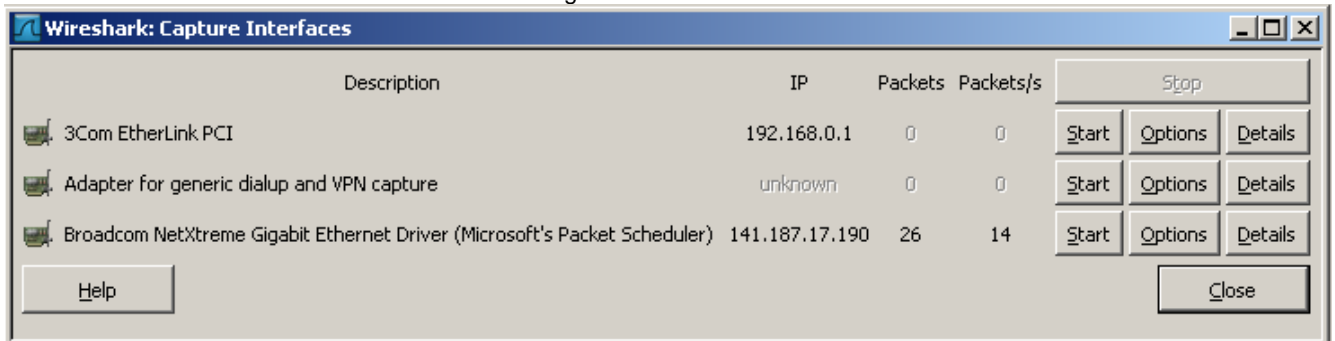 Wireshark: Capture Interfaces
Description IP Packets Packets/s Stop
3Com EtherLink PCI 192.168.0.1 0 0 Start Options Details
Adapter for generic dialup and VPN capture unknown 0 0 Start Options Details
Broadcom NetXtreme Gigabit Ethernet Driver (Microsoft's Packet Scheduler) 141.187.17.190 26 14 Start Options Details
Help Close